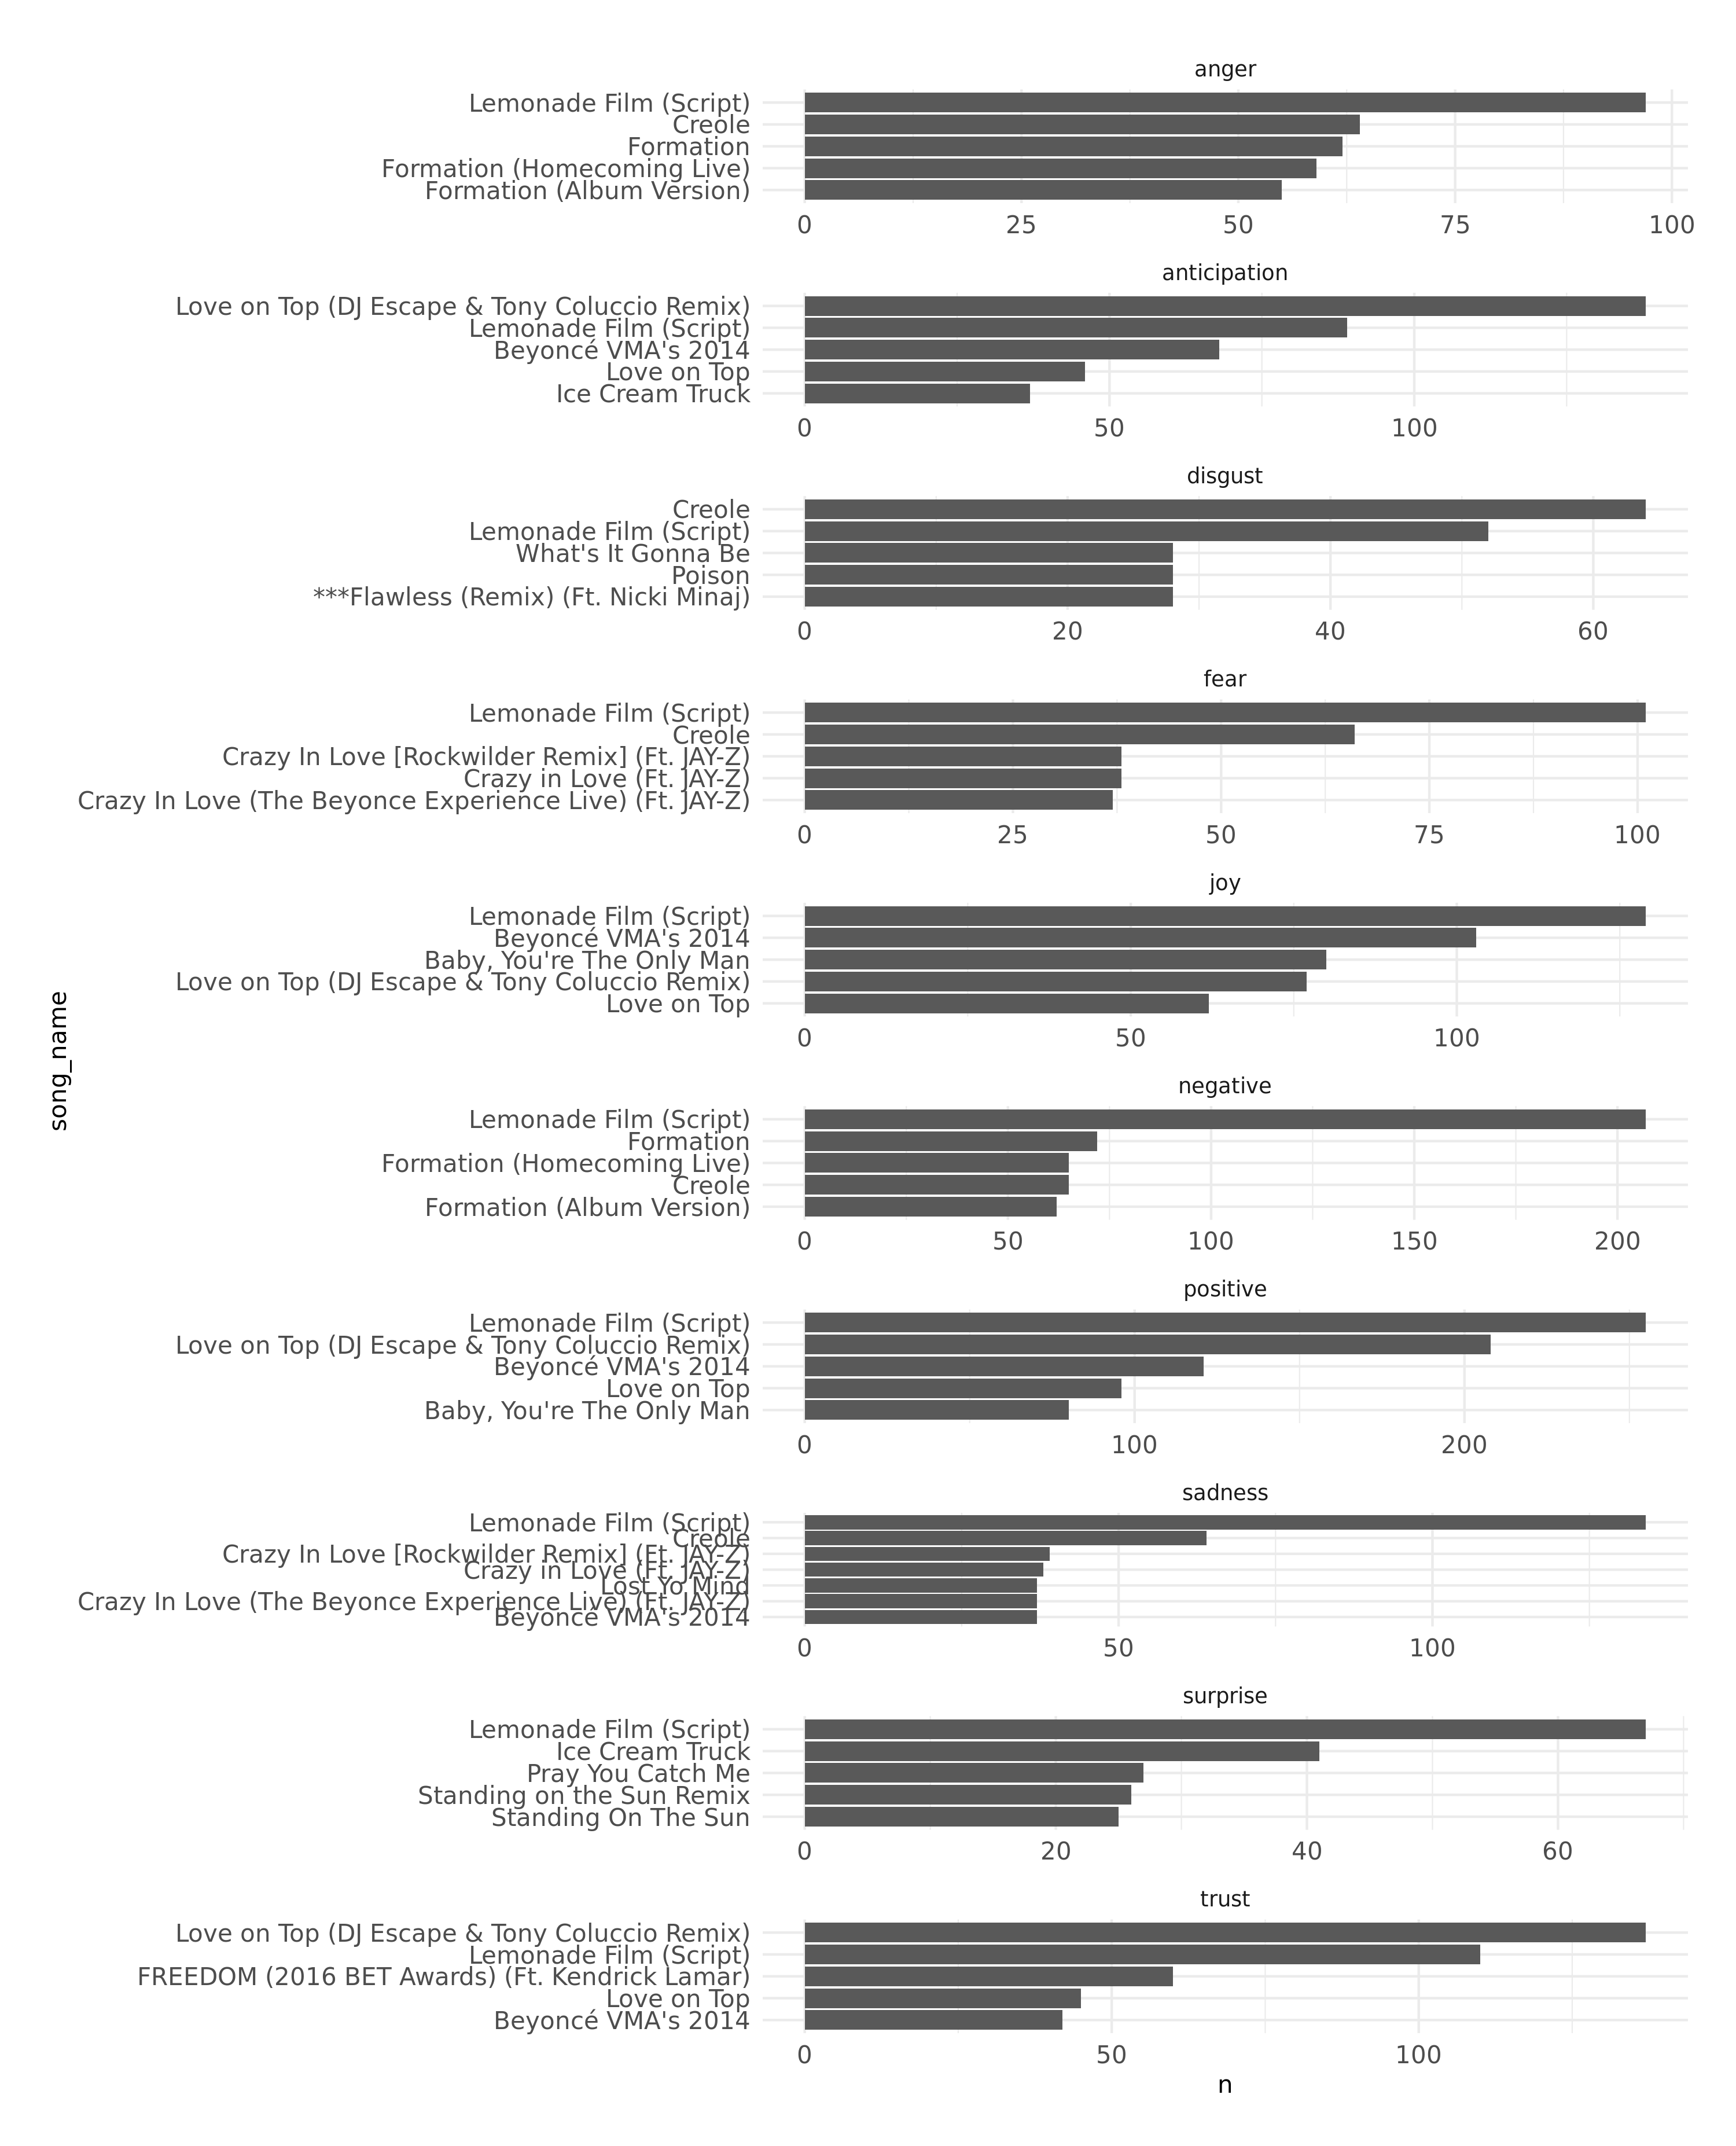 anger
Lemonade Film (Script)
Creole
Formation
Formation (Homecoming Live)
Formation (Album Version)
0 25 50 75 100
anticipation
Love on Top (DJ Escape & Tony Coluccio Remix)
Lemonade Film (Script)
Beyoncé VMA's 2014
Love on Top
Ice Cream Truck
0 50 100
disgust
Creole
Lemonade Film (Script)
What's It Gonna Be
Poison
***Flawless (Remix) (Ft. Nicki Minaj)
0 20 40 60
fear
Lemonade Film (Script)
Creole
Crazy In Love [Rockwilder Remix] (Ft. JAY-Z)
Crazy in Love (Ft. JAY-Z)
Crazy In Love (The Beyonce Experience Live) (Ft. JAY-Z)
0 25 50 75 100
joy
Lemonade Film (Script)
Beyoncé VMA's 2014
Baby, You're The Only Man
Love on Top (DJ Escape & Tony Coluccio Remix)
Love on Top
0 50 100
song_name
negative
Lemonade Film (Script)
Formation
Formation (Homecoming Live)
Creole
Formation (Album Version)
0 50 100 150 200
positive
Lemonade Film (Script)
Love on Top (DJ Escape & Tony Coluccio Remix)
Beyoncé VMA's 2014
Love on Top
Baby, You're The Only Man
0 100 200
sadness
Lemonade Film (Script)
Creole
Crazy In Love [Rockwilder Remix] (Ft. JAY-Z)
Crazy in Love (Ft. JAY-Z)
Lost Yo Mind
Crazy In Love (The Beyonce Experience Live) (Ft. JAY-Z)
Beyoncé VMA's 2014
0 50 100
surprise
Lemonade Film (Script)
Ice Cream Truck
Pray You Catch Me
Standing on the Sun Remix
Standing On The Sun
0 20 40 60
trust
Love on Top (DJ Escape & Tony Coluccio Remix)
Lemonade Film (Script)
FREEDOM (2016 BET Awards) (Ft. Kendrick Lamar)
Love on Top
Beyoncé VMA's 2014
0 50 100
n